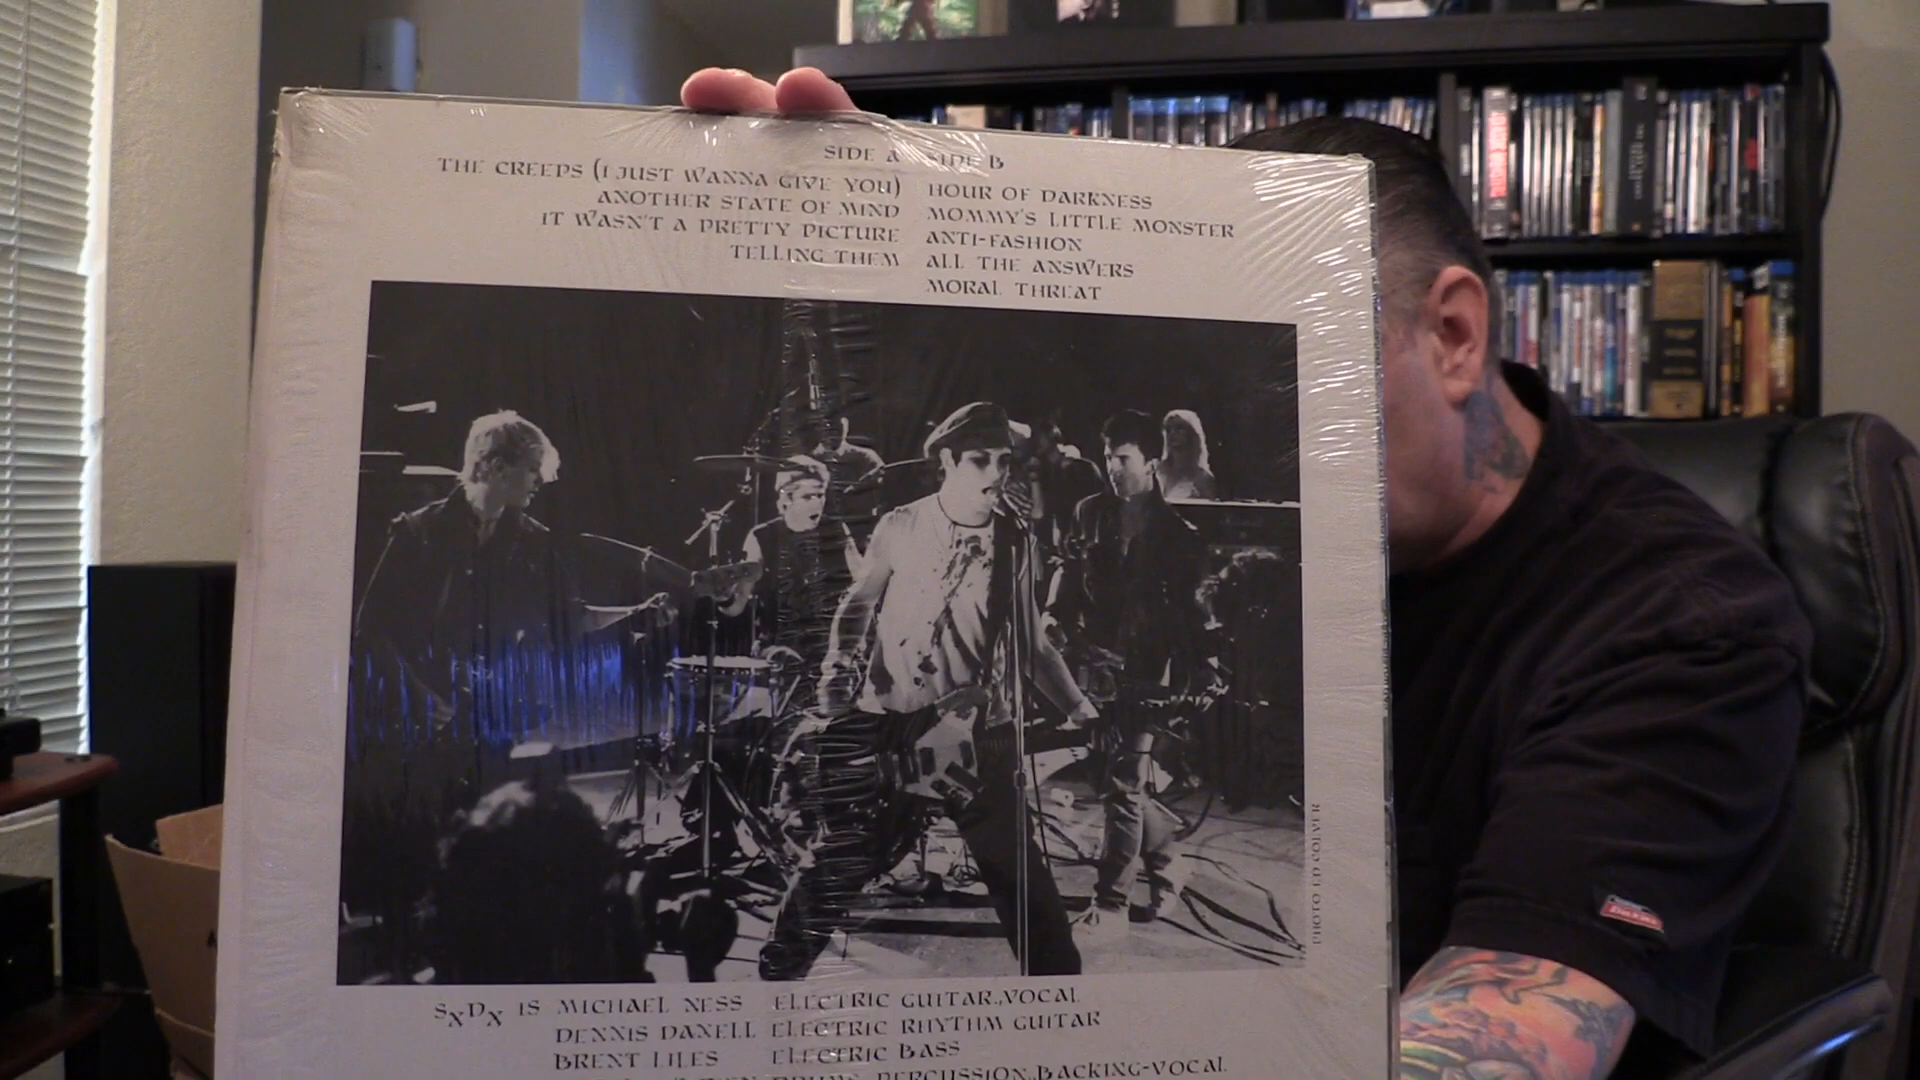 SIDE A SIDE B
THE CREEPS (I JUST WANNA GIVE YOU)
ANOTHER STATE OF MIND
IT WASN'T A PRETTY PICTURE
TELLING THEM
HOUR OF DARKNESS
MOMMY'S LITTLE MONSTER
ANTI-FASHION
ALL THE ANSWERS
MORAL THREAT
PHOTO ED COLVER
SXDX IS MICHAEL NESS ELECTRIC GUITAR, VOCAL
DENNIS DANELL ELECTRIC RHYTHM GUITAR
BRENT LILES ELECTRIC BASS
DRUMS, PERCUSSION, BACKING-VOCAL
Dickies